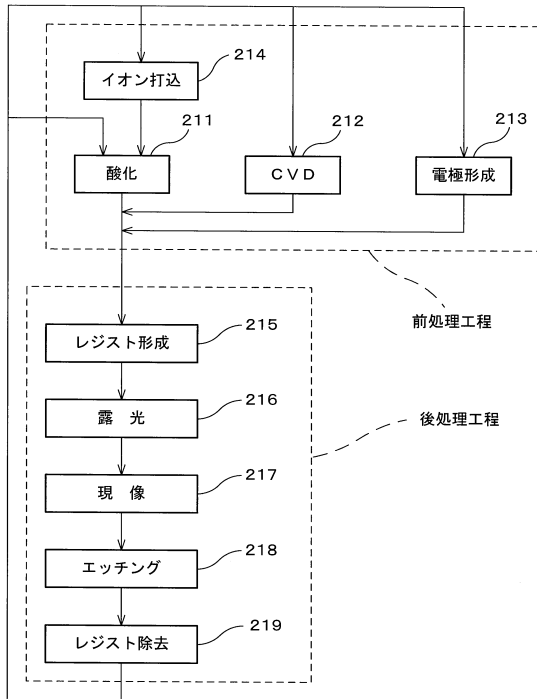 214
イオン打込
211
212
213
酸化
CVD
電極形成
前処理工程
215
レジスト形成
216
露 光
後処理工程
217
現 像
218
エッチング
219
レジスト除去